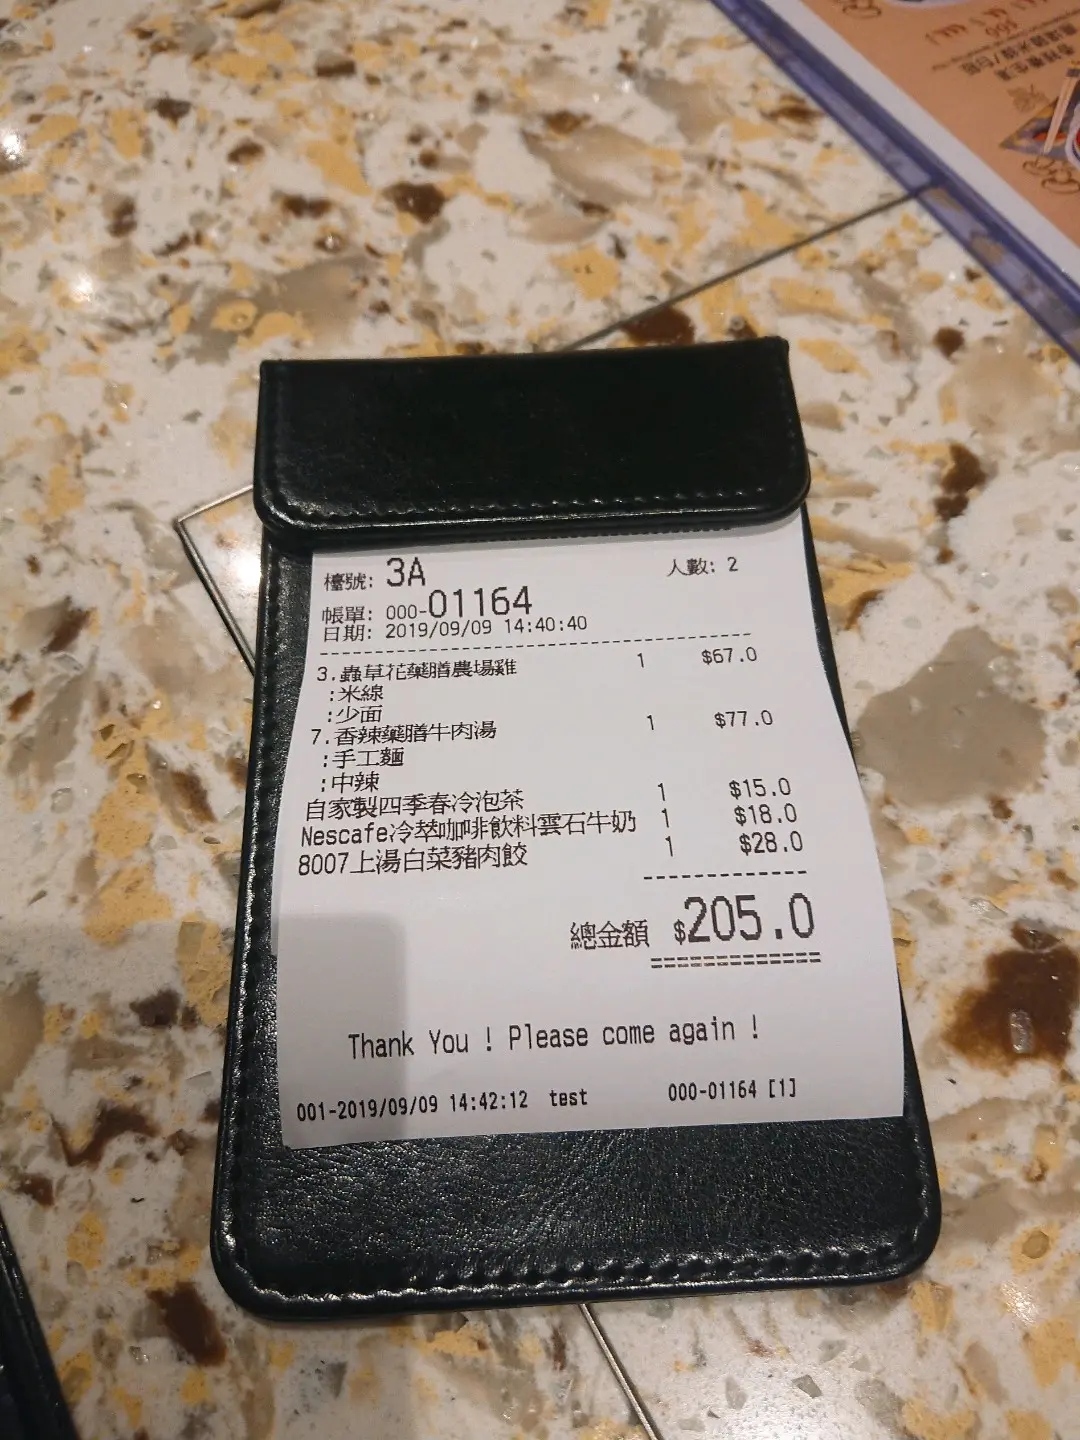 檯號: 3A 人數: 2
帳單: 000-01164
日期: 2019/09/09 14:40:40
3.蟲草花藥膳農場雞 1 $67.0
:米線
:少面
7.香辣藥膳牛肉湯 1 $77.0
:手工麵
:中辣
自家製四季春冷泡茶 1 $15.0
Nescafe冷萃咖啡飲料雲石牛奶 1 $18.0
8007上湯白菜豬肉餃 1 $28.0
總金額 $205.0
Thank You ! Please come again !
001-2019/09/09 14:42:12 test 000-01164 [1]